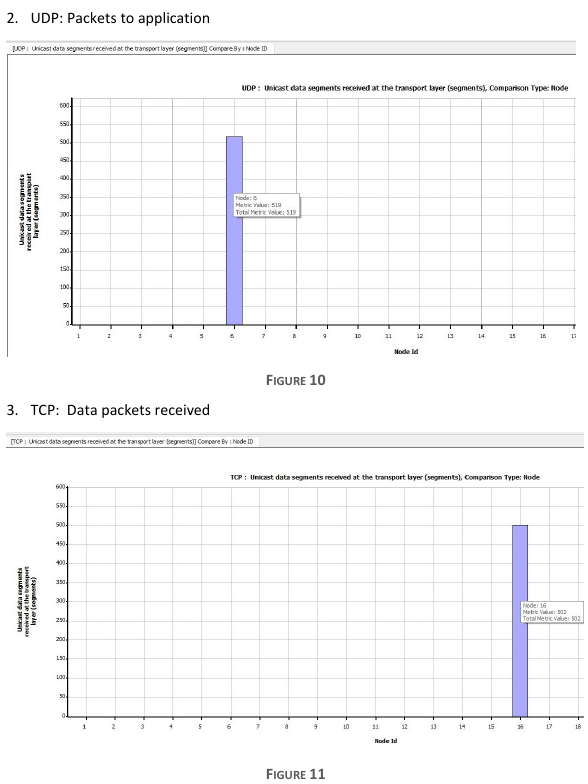 2. UDP: Packets to application
[UDP : Unicast data segments received at the transport layer (segments)] Compare By : Node ID
UDP : Unicast data segments received at the transport layer (segments), Comparison Type: Node
Unicast data segments
received at the transport
layer (segments)
600
550
500
450
400
350
300
250
200
150
100
50
0
Node: 6
Metric Value: 519
Total Metric Value: 519
1 2 3 4 5 6 7 8 9 10 11 12 13 14 15 16 17
Node Id
FIGURE 10
3. TCP: Data packets received
[TCP : Unicast data segments received at the transport layer (segments)] Compare By : Node ID
TCP : Unicast data segments received at the transport layer (segments), Comparison Type: Node
Unicast data segments
received at the transport
layer (segments)
600
550
500
450
400
350
300
250
200
150
100
50
0
Node: 16
Metric Value: 502
Total Metric Value: 502
1 2 3 4 5 6 7 8 9 10 11 12 13 14 15 16 17 18
Node Id
FIGURE 11